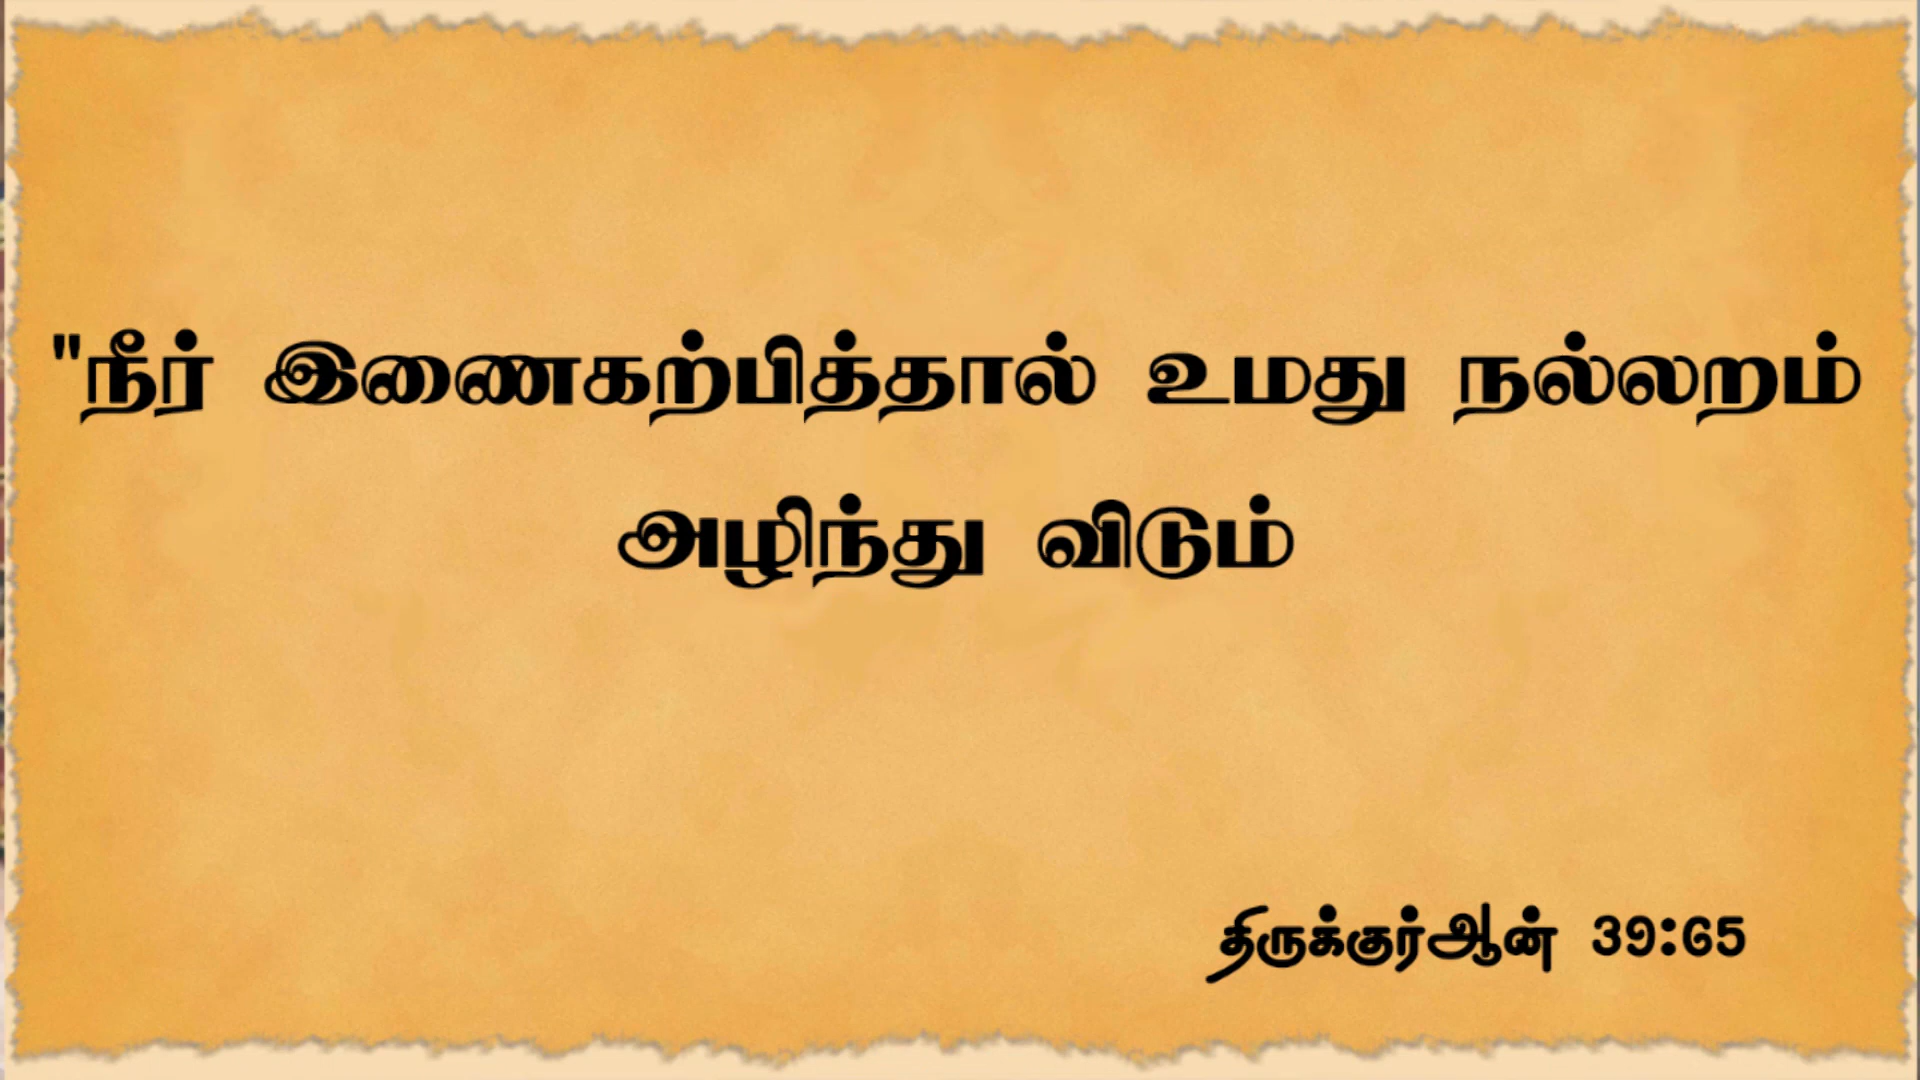 "நீர் இணைகற்பித்தால் உமது நல்லறம்
அழிந்து விடும்
திருக்குர்ஆன் 39:65